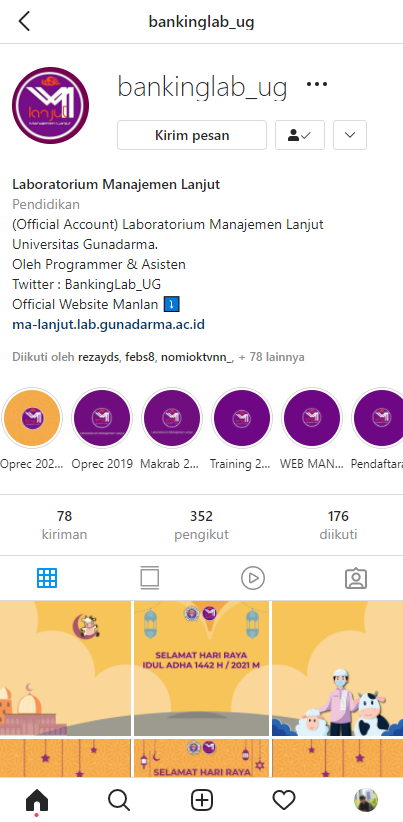 bankinglab_ug
bankinglab_ug
Kirim pesan
lanjut
Laboratorium Manajemen Lanjut
Pendidikan
(Official Account) Laboratorium Manajemen Lanjut
Universitas Gunadarma.
Oleh Programmer & Asisten
Twitter : BankingLab_UG
Official Website Manlan ⤵
ma-lanjut.lab.gunadarma.ac.id
Diikuti oleh rezayds, febs8, nomioktvnn_, + 78 lainnya
Oprec 202... Oprec 2019 Makrab 2... Training 2... WEB MAN... Pendaftara
78 352 176
kiriman pengikut diikuti
SELAMAT HARI RAYA
IDUL ADHA 1442 H / 2021 M
SELAMAT HARI RAYA